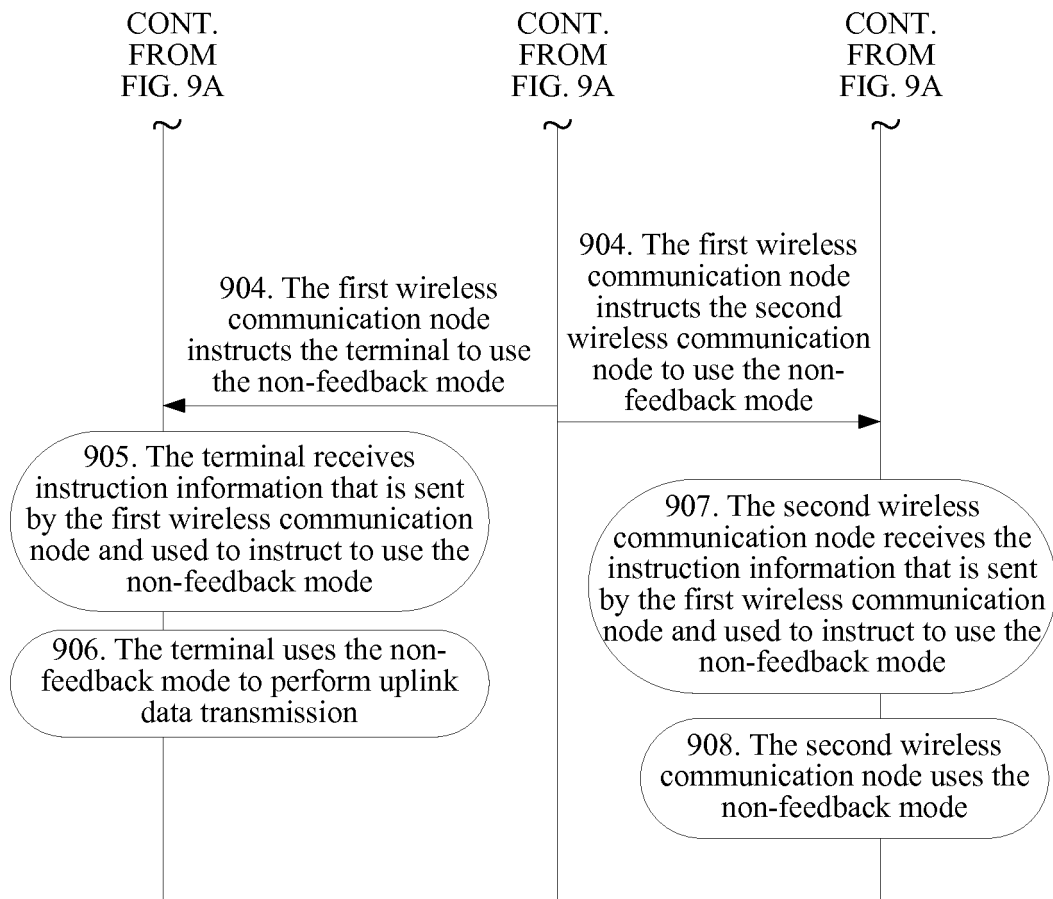 CONT.
FROM
FIG. 9A
CONT.
FROM
FIG. 9A
CONT.
FROM
FIG. 9A
904. The first wireless
communication node
instructs the terminal to use
the non-feedback mode
904. The first wireless
communication node
instructs the second
wireless communication
node to use the non-
feedback mode
905. The terminal receives
instruction information that is sent
by the first wireless communication
node and used to instruct to use the
non-feedback mode
906. The terminal uses the non-
feedback mode to perform uplink
data transmission
907. The second wireless
communication node receives the
instruction information that is sent
by the first wireless communication
node and used to instruct to use the
non-feedback mode
908. The second wireless
communication node uses the
non-feedback mode